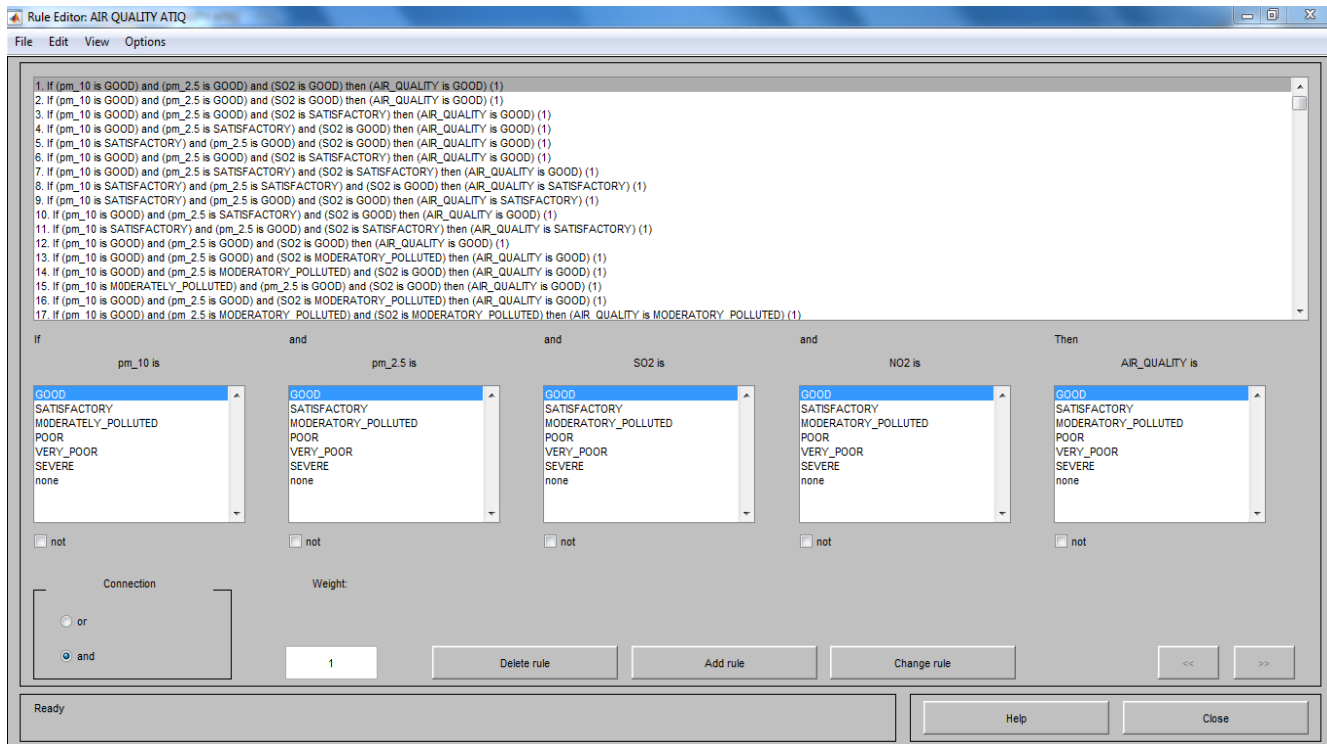 Rule Editor: AIR QUALITY ATIQ
File Edit View Options
1. If (pm_10 is GOOD) and (pm_2.5 is GOOD) and (SO2 is GOOD) then (AIR_QUALITY is GOOD) (1)
2. If (pm_10 is GOOD) and (pm_2.5 is GOOD) and (SO2 is GOOD) then (AIR_QUALITY is GOOD) (1)
3. If (pm_10 is GOOD) and (pm_2.5 is GOOD) and (SO2 is SATISFACTORY) then (AIR_QUALITY is GOOD) (1)
4. If (pm_10 is GOOD) and (pm_2.5 is SATISFACTORY) and (SO2 is GOOD) then (AIR_QUALITY is GOOD) (1)
5. If (pm_10 is SATISFACTORY) and (pm_2.5 is GOOD) and (SO2 is GOOD) then (AIR_QUALITY is GOOD) (1)
6. If (pm_10 is GOOD) and (pm_2.5 is GOOD) and (SO2 is SATISFACTORY) then (AIR_QUALITY is GOOD) (1)
7. If (pm_10 is GOOD) and (pm_2.5 is SATISFACTORY) and (SO2 is SATISFACTORY) then (AIR_QUALITY is GOOD) (1)
8. If (pm_10 is SATISFACTORY) and (pm_2.5 is SATISFACTORY) and (SO2 is GOOD) then (AIR_QUALITY is SATISFACTORY) (1)
9. If (pm_10 is SATISFACTORY) and (pm_2.5 is GOOD) and (SO2 is GOOD) then (AIR_QUALITY is SATISFACTORY) (1)
10. If (pm_10 is GOOD) and (pm_2.5 is SATISFACTORY) and (SO2 is GOOD) then (AIR_QUALITY is GOOD) (1)
11. If (pm_10 is SATISFACTORY) and (pm_2.5 is GOOD) and (SO2 is SATISFACTORY) then (AIR_QUALITY is SATISFACTORY) (1)
12. If (pm_10 is GOOD) and (pm_2.5 is GOOD) and (SO2 is GOOD) then (AIR_QUALITY is GOOD) (1)
13. If (pm_10 is GOOD) and (pm_2.5 is GOOD) and (SO2 is MODERATORY_POLLUTED) then (AIR_QUALITY is GOOD) (1)
14. If (pm_10 is GOOD) and (pm_2.5 is MODERATORY_POLLUTED) and (SO2 is GOOD) then (AIR_QUALITY is GOOD) (1)
15. If (pm_10 is M0DERATELY_POLLUTED) and (pm_2.5 is GOOD) and (SO2 is GOOD) then (AIR_QUALITY is GOOD) (1)
16. If (pm_10 is GOOD) and (pm_2.5 is GOOD) and (SO2 is MODERATORY_POLLUTED) then (AIR_QUALITY is GOOD) (1)
17. If (pm_10 is GOOD) and (pm_2.5 is MODERATORY_POLLUTED) and (SO2 is MODERATORY_POLLUTED) then (AIR_QUALITY is MODERATORY_POLLUTED) (1)
If and and and Then
pm_10 is pm_2.5 is SO2 is NO2 is AIR_QUALITY is
GOOD GOOD GOOD GOOD GOOD
SATISFACTORY SATISFACTORY SATISFACTORY SATISFACTORY SATISFACTORY
M0DERATELY_POLLUTED MODERATORY_POLLUTED MODERATORY_POLLUTED MODERATORY_POLLUTED MODERATORY_POLLUTED
POOR POOR POOR POOR POOR
VERY_POOR VERY_POOR VERY_POOR VERY_POOR VERY_POOR
SEVERE SEVERE SEVERE SEVERE SEVERE
none none none none none
not not not not not
Connection Weight:
or
and 1 Delete rule Add rule Change rule << >>
Ready Help Close